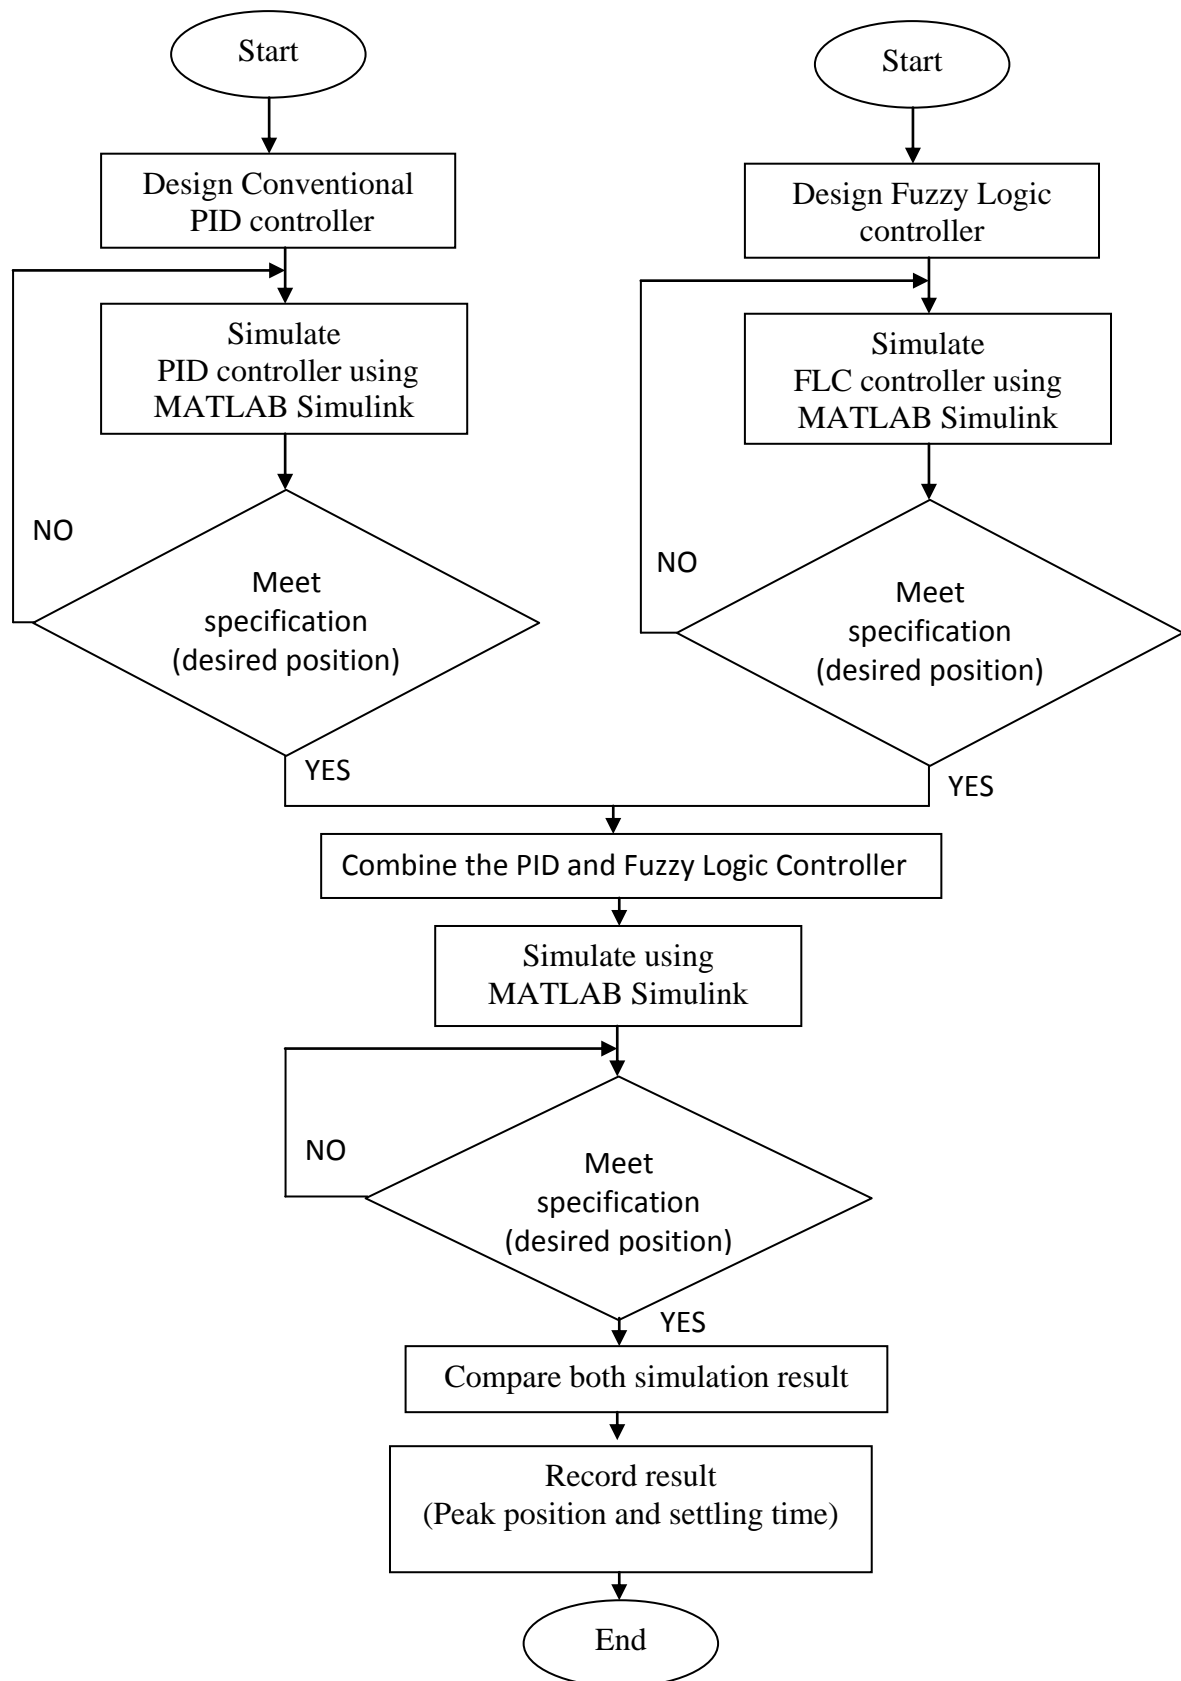 Start
Design Conventional
PID controller
Simulate
PID controller using
MATLAB Simulink
NO
Meet
specification
(desired position)
YES
Start
Design Fuzzy Logic
controller
Simulate
FLC controller using
MATLAB Simulink
NO
Meet
specification
(desired position)
YES
Combine the PID and Fuzzy Logic Controller
Simulate using
MATLAB Simulink
NO
Meet
specification
(desired position)
YES
Compare both simulation result
Record result
(Peak position and settling time)
End